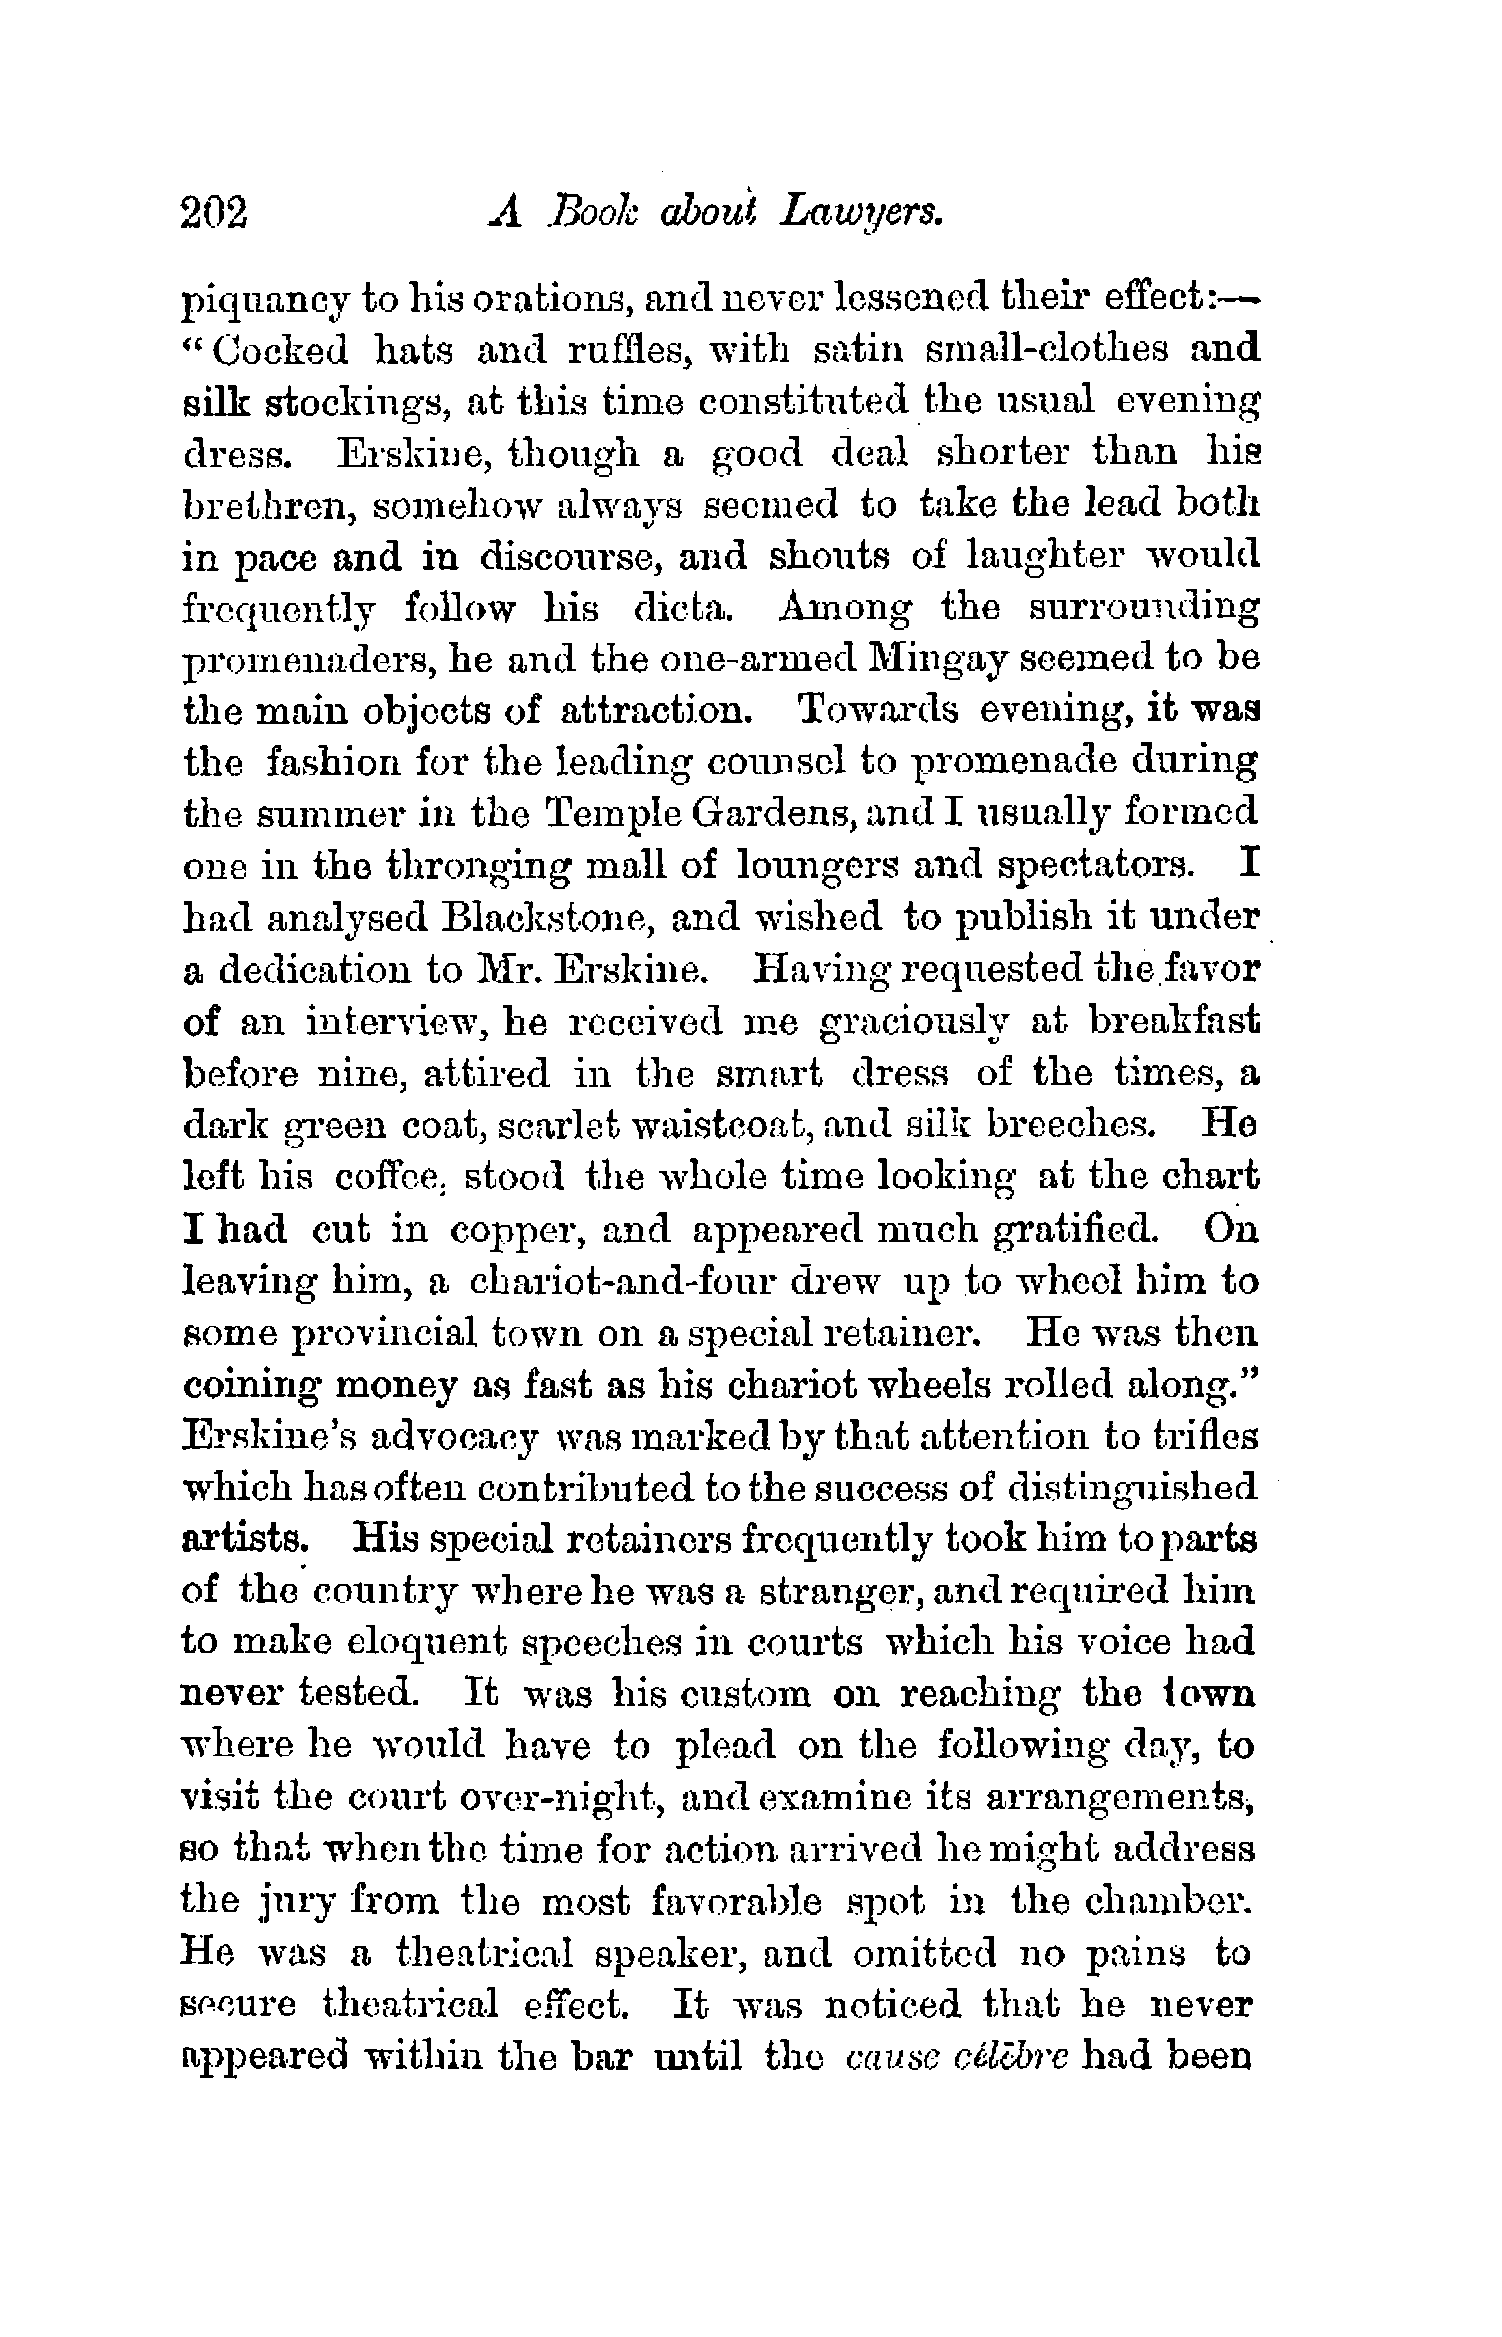 202 A Book about Lawyers.
piquancy to his orations, and never lessened their effect:—
“Cocked hats and ruffles, with satin small-clothes and
silk stockings, at this time constituted the usual evening
dress. Erskine, though a good deal shorter than his
brethren, somehow always seemed to take the lead both
in pace and in discourse, and shouts of laughter would
frequently follow his dicta. Among the surrounding
promenaders, he and the one-armed Mingay seemed to be
the main objects of attraction. Towards evening, it was
the fashion for the leading counsel to promenade during
the summer in the Temple Gardens, and I usually formed
one in the thronging mall of loungers and spectators. I
had analysed Blackstone, and wished to publish it under
a dedication to Mr. Erskine. Having requested the favor
of an interview, he received me graciously at breakfast
before nine, attired in the smart dress of the times, a
dark green coat, scarlet waistcoat, and silk breeches. He
left his coffee, stood the whole time looking at the chart
I had cut in copper, and appeared much gratified. On
leaving him, a chariot-and-four drew up to wheel him to
some provincial town on a special retainer. He was then
coining money as fast as his chariot wheels rolled along.”
Erskine's advocacy was marked by that attention to trifles
which has often contributed to the success of distinguished
artists. His special retainers frequently took him to parts
of the country where he was a stranger, and required him
to make eloquent speeches in courts which his voice had
never tested. It was his custom on reaching the town
where he would have to plead on the following day, to
visit the court over-night, and examine its arrangements,
so that when the time for action arrived he might address
the jury from the most favorable spot in the chamber.
He was a theatrical speaker, and omitted no pains to
secure theatrical effect. It was noticed that he never
appeared within the bar until the cause célèbre had been